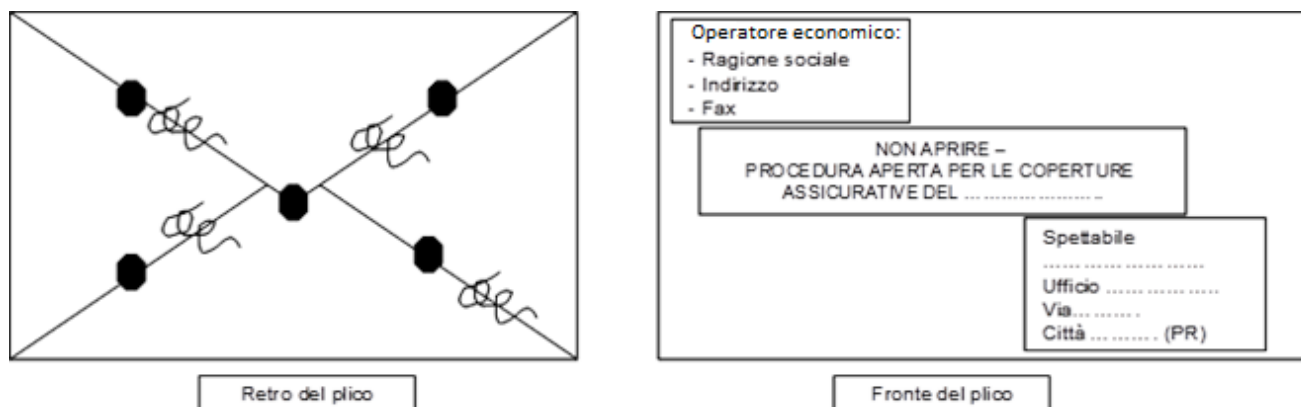 Retro del plico
Operatore economico:
- Ragione sociale
- Indirizzo
- Fax
NON APRIRE –
PROCEDURA APERTA PER LE COPERTURE
ASSICURATIVE DEL ... ... ... ... ... ... ..
Spettabile
... ... ... ... ... ... ...
Ufficio ... ... ... ... ... ..
Via... ... ... .
Città ... ... ... . (PR)
Fronte del plico